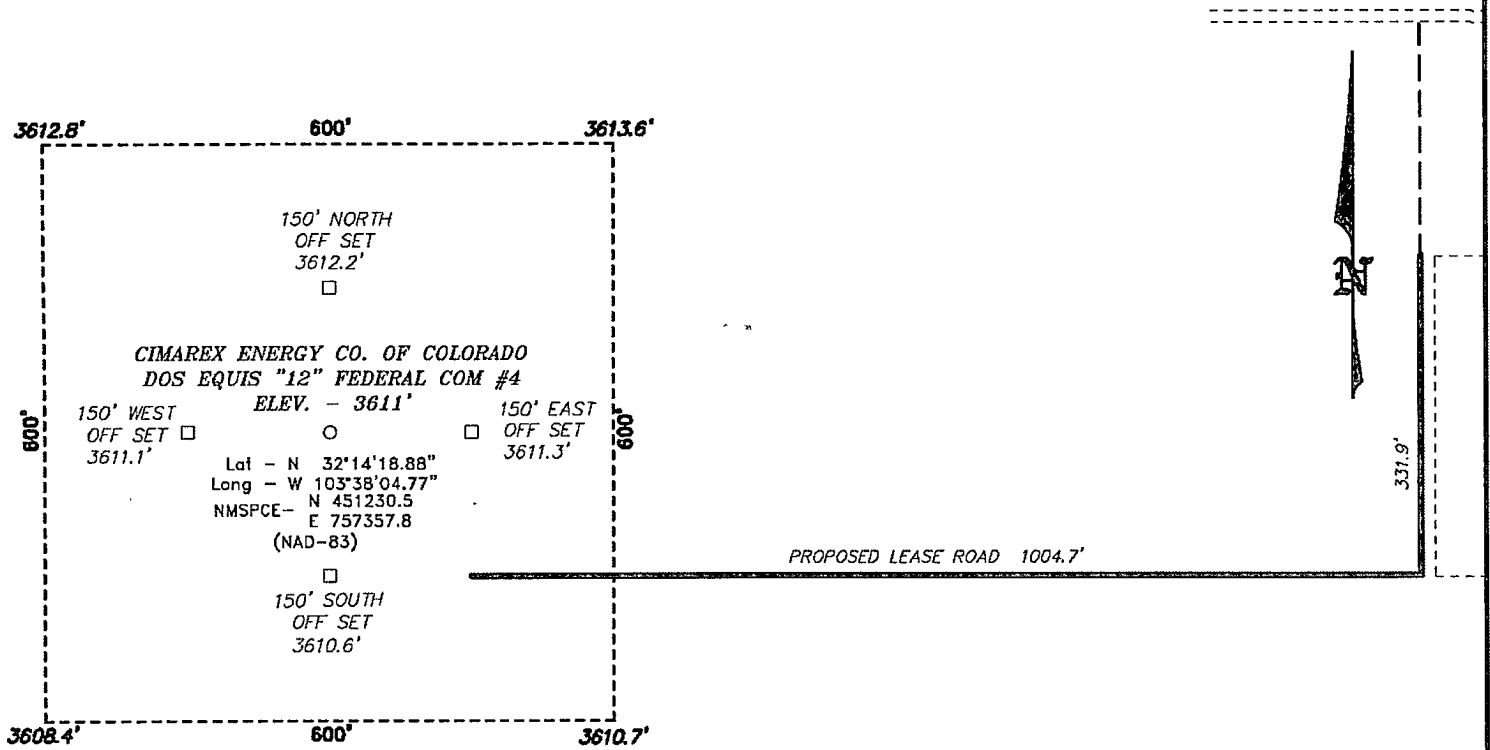 3612.8' 600' 3613.6'
150' NORTH
OFF SET
3612.2'
CIMAREX ENERGY CO. OF COLORADO
DOS EQUIS "12" FEDERAL COM #4
ELEV. - 3611'
600'
150' WEST
OFF SET
3611.1'
150' EAST
OFF SET
3611.3'
600'
Lat - N 32°14'18.88"
Long - W 103°38'04.77"
NMSPCE- N 451230.5
E 757357.8
(NAD-83)
150' SOUTH
OFF SET
3610.6'
3608.4' 600' 3610.7'
PROPOSED LEASE ROAD 1004.7'
331.9'
N